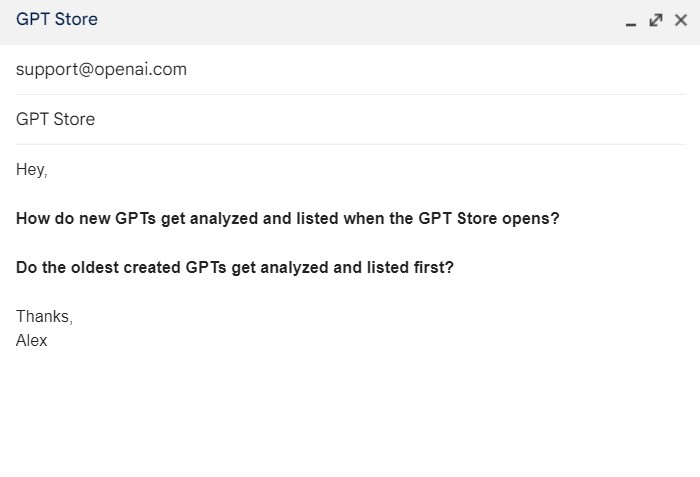 GPT Store
support@openai.com
GPT Store
Hey,
How do new GPTs get analyzed and listed when the GPT Store opens?
Do the oldest created GPTs get analyzed and listed first?
Thanks,
Alex